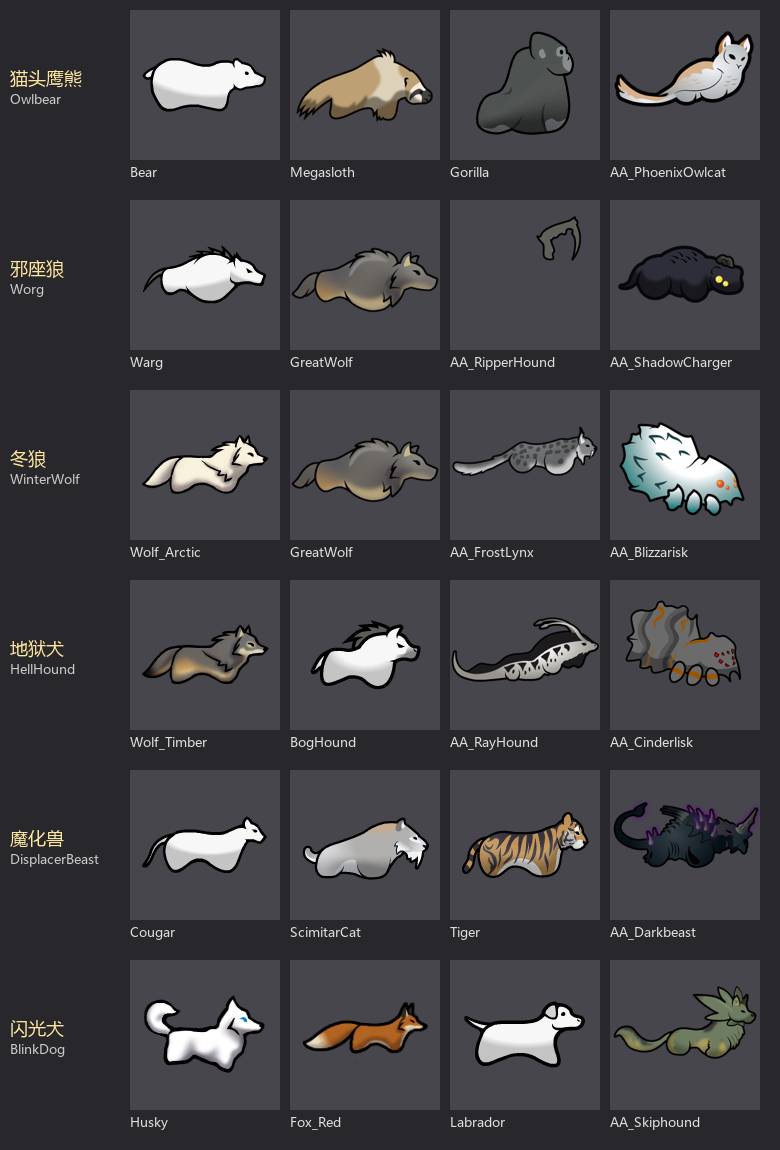 猫头鹰熊
Owlbear
Bear
Megasloth
Gorilla
AA_PhoenixOwlcat
邪座狼
Worg
Warg
GreatWolf
AA_RipperHound
AA_ShadowCharger
冬狼
WinterWolf
Wolf_Arctic
GreatWolf
AA_FrostLynx
AA_Blizzarisk
地狱犬
HellHound
Wolf_Timber
BogHound
AA_RayHound
AA_Cinderlisk
魔化兽
DisplacerBeast
Cougar
ScimitarCat
Tiger
AA_Darkbeast
闪光犬
BlinkDog
Husky
Fox_Red
Labrador
AA_Skiphound